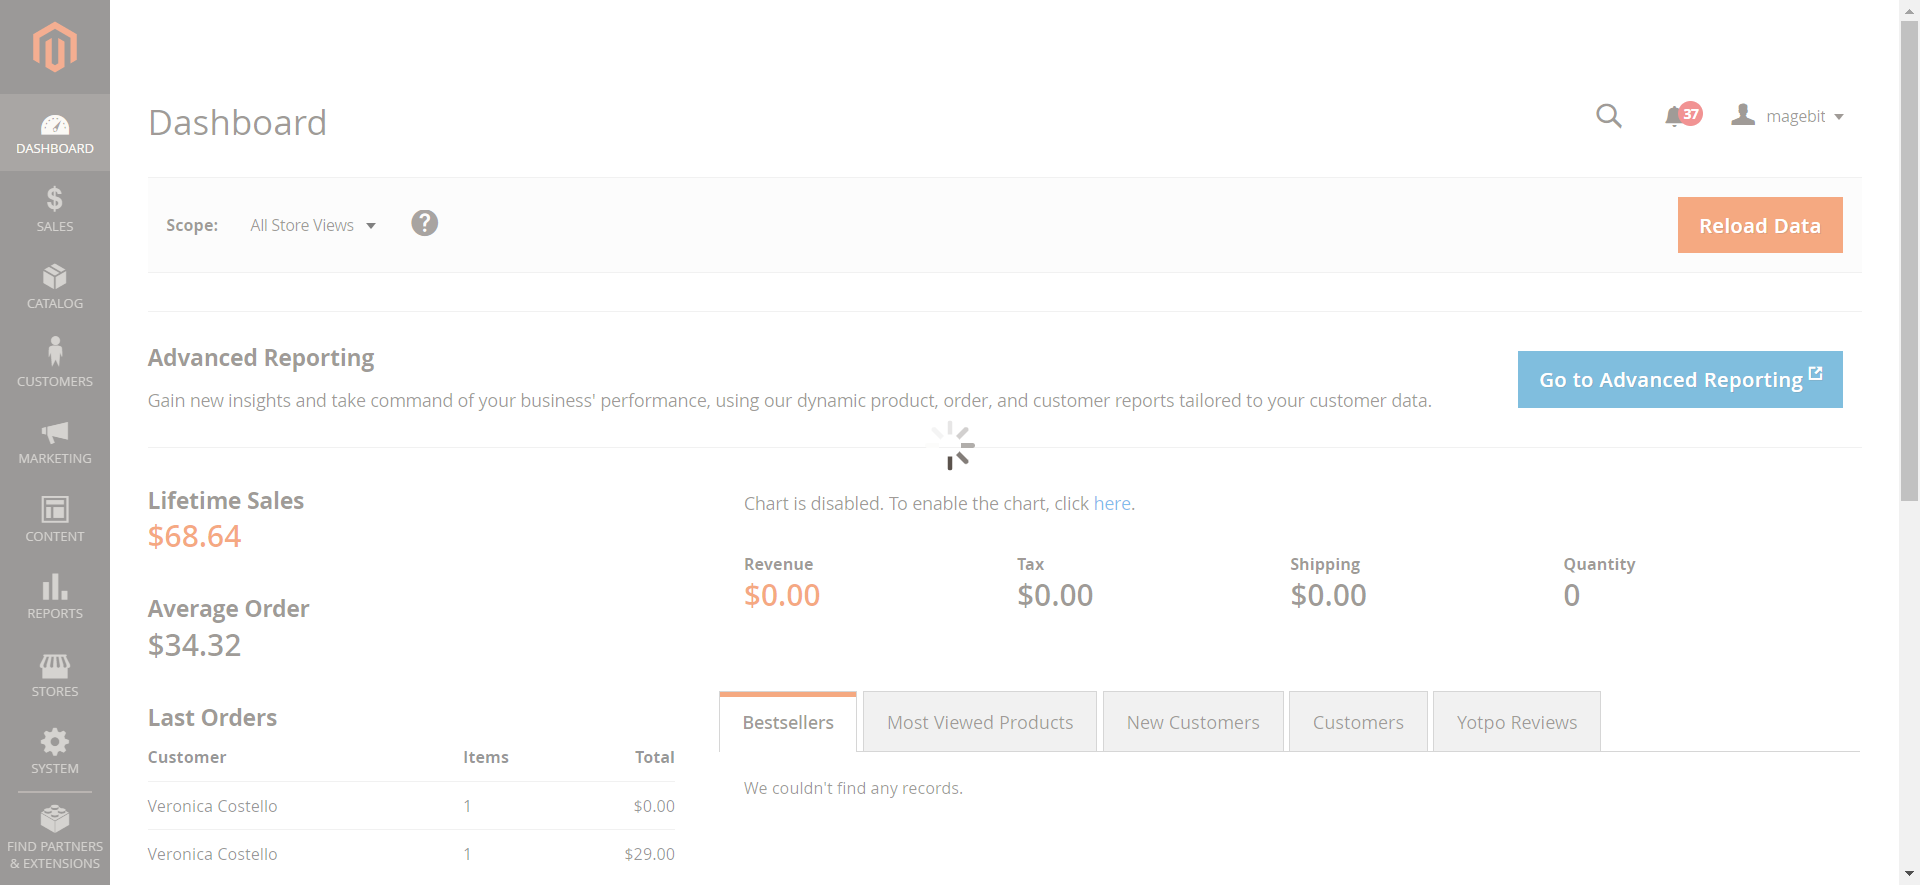 Dashboard
37
magebit
DASHBOARD
SALES
CATALOG
CUSTOMERS
MARKETING
CONTENT
REPORTS
STORES
SYSTEM
FIND PARTNERS
& EXTENSIONS
Scope: All Store Views ?
Reload Data
Advanced Reporting
Gain new insights and take command of your business' performance, using our dynamic product, order, and customer reports tailored to your customer data.
Go to Advanced Reporting
Lifetime Sales
$68.64
Average Order
$34.32
Last Orders
Customer Items Total
Veronica Costello 1 $0.00
Veronica Costello 1 $29.00
Chart is disabled. To enable the chart, click here.
Revenue Tax Shipping Quantity
$0.00 $0.00 $0.00 0
Bestsellers Most Viewed Products New Customers Customers Yotpo Reviews
We couldn't find any records.